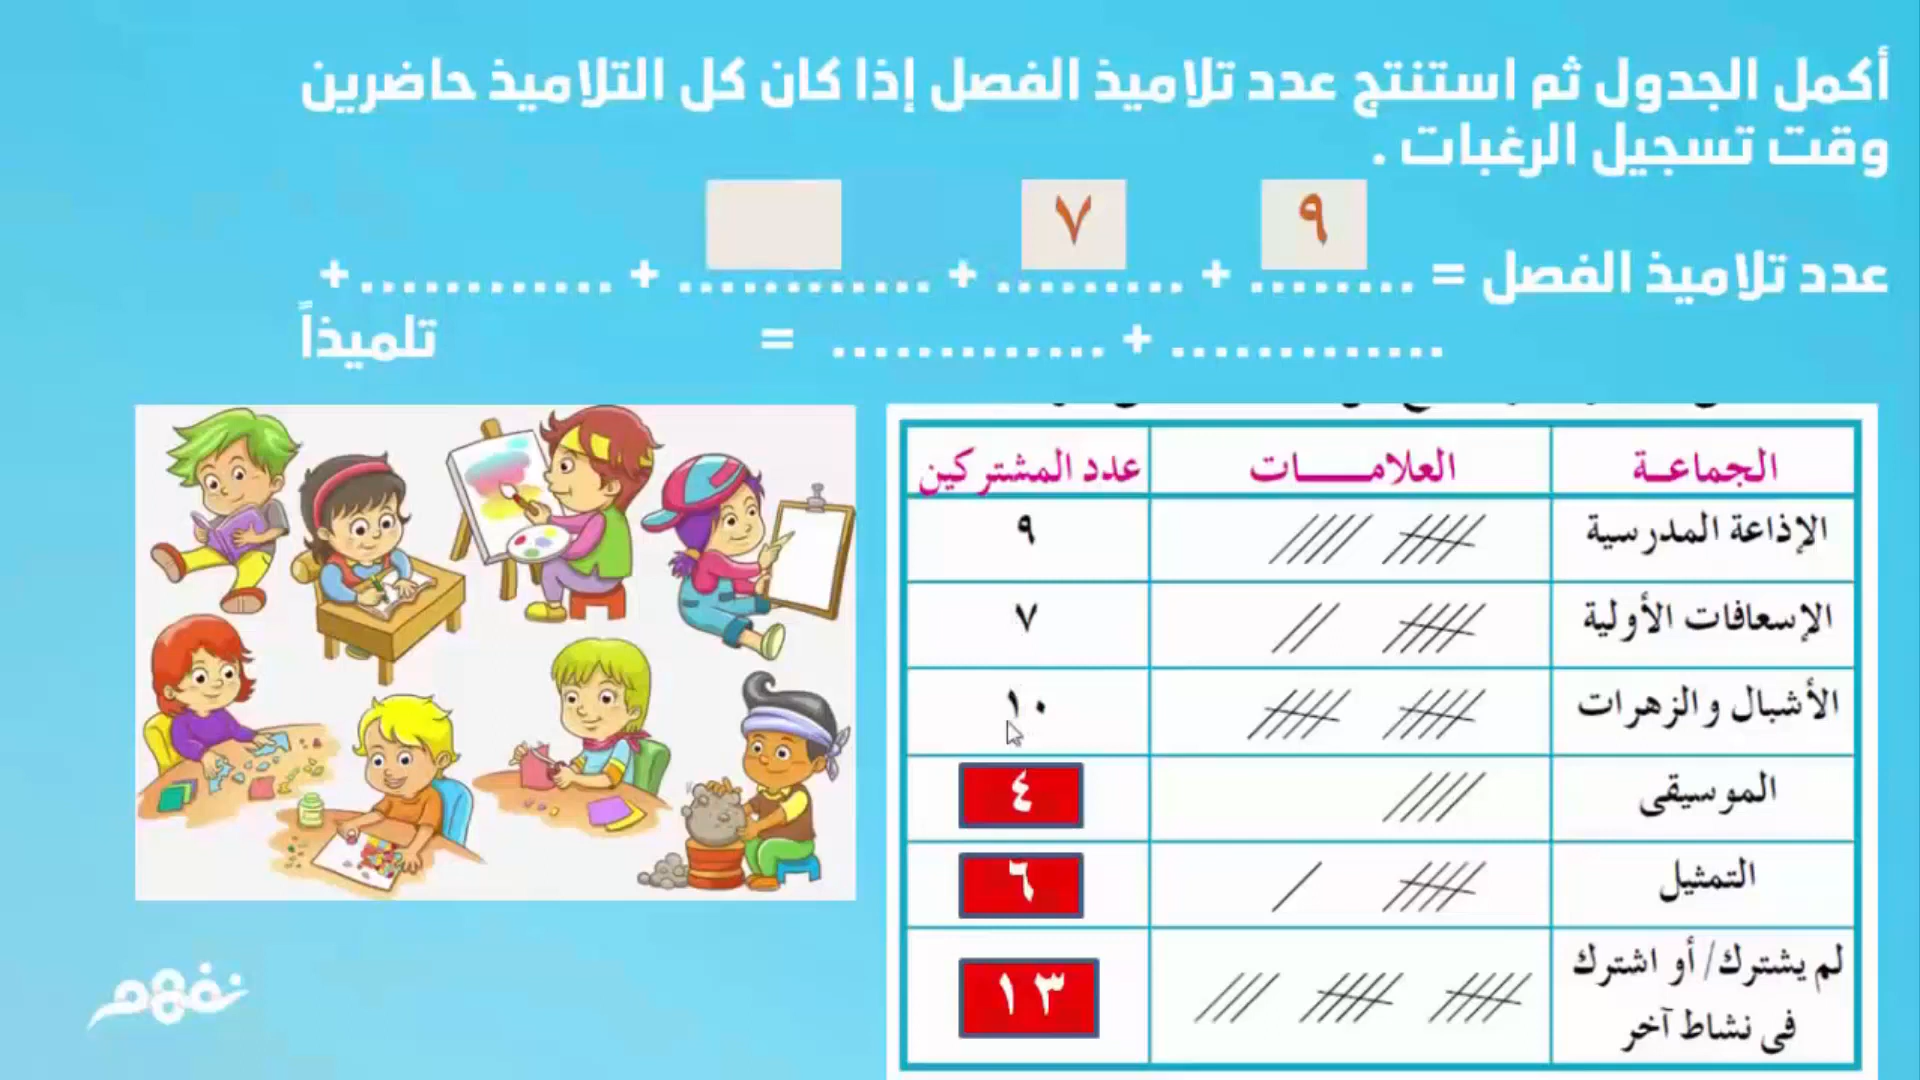 أكمل الجدول ثم استنتج عدد تلاميذ الفصل إذا كان كل التلاميذ حاضرين
وقت تسجيل الرغبات .
٩ ٧
عدد تلاميذ الفصل = ........ + ......... + ............ + ............ +
............. + ............. = تلميذاً
الجماعة العلامات عدد المشتركين
الإذاعة المدرسية ٩
الإسعافات الأولية ٧
الأشبال والزهرات ١٠
الموسيقى ٤
التمثيل ٦
لم يشترك/ أو اشترك
فى نشاط آخر
١٣
نفهم